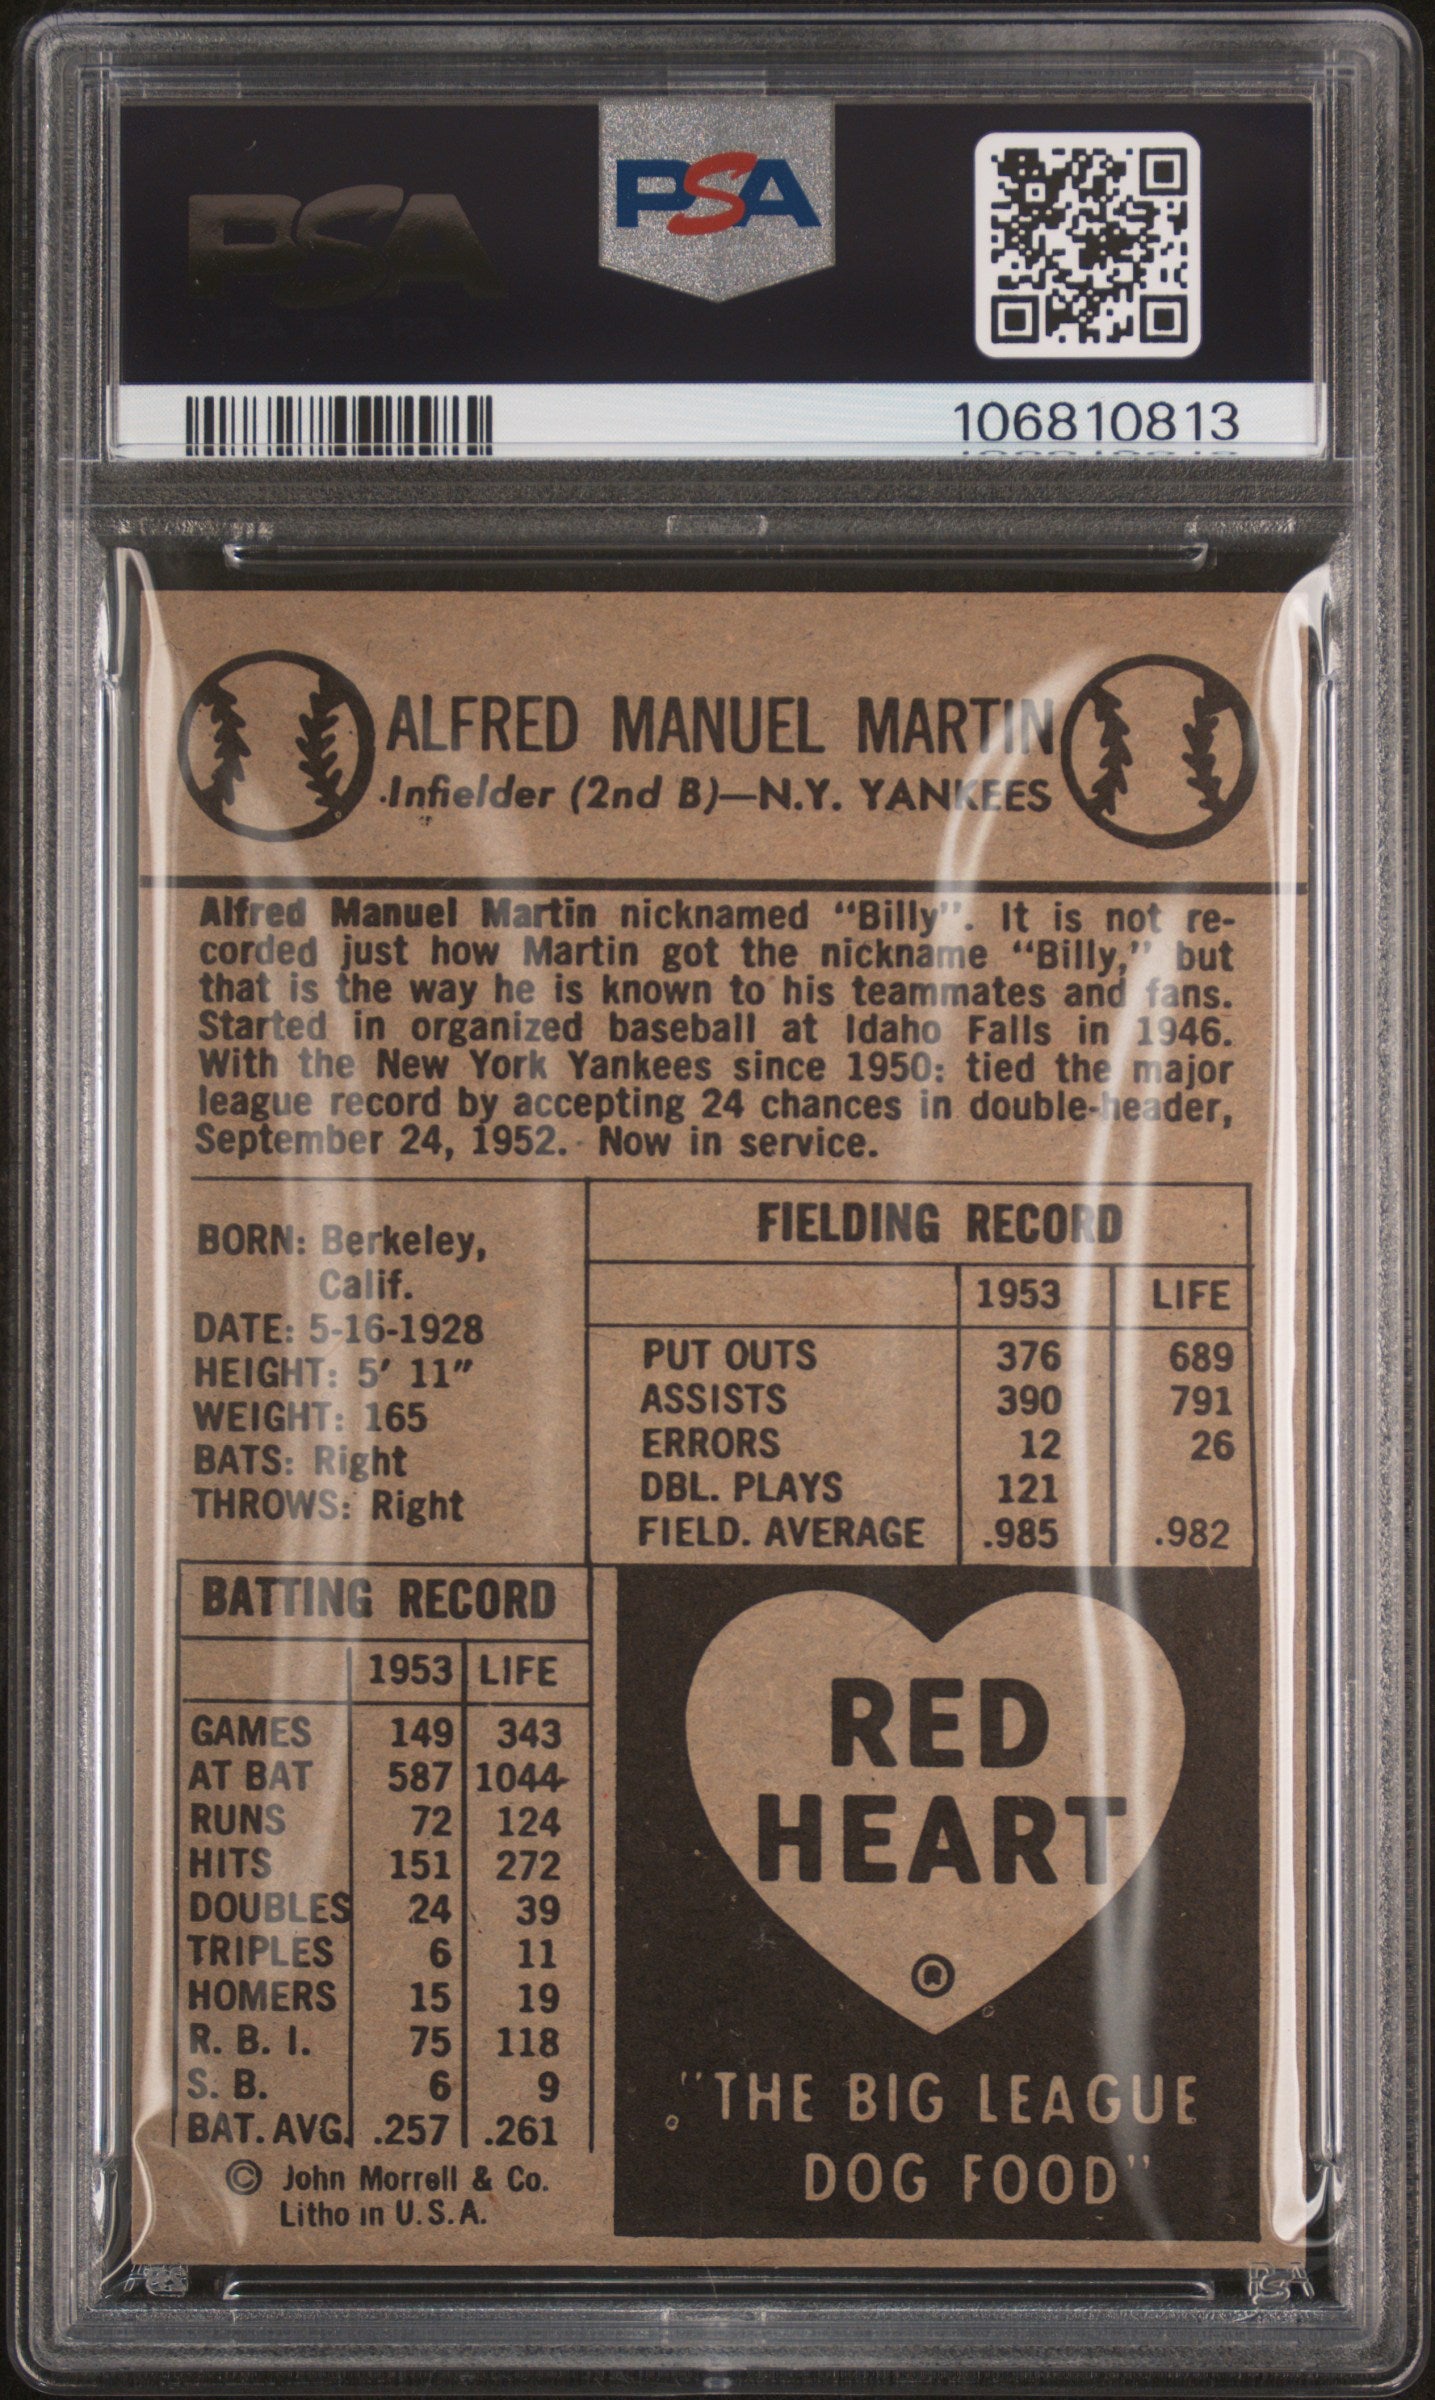 PSA
PSA
106810813
ALFRED MANUEL MARTIN
Infielder (2nd B)—N.Y. YANKEES
Alfred Manuel Martin nicknamed "Billy". It is not re-
corded just how Martin got the nickname "Billy," but
that is the way he is known to his teammates and fans.
Started in organized baseball at Idaho Falls in 1946.
With the New York Yankees since 1950: tied the major
league record by accepting 24 chances in double-header,
September 24, 1952. Now in service.
BORN: Berkeley,
Calif.
DATE: 5-16-1928
HEIGHT: 5' 11"
WEIGHT: 165
BATS: Right
THROWS: Right
FIELDING RECORD
1953 LIFE
PUT OUTS 376 689
ASSISTS 390 791
ERRORS 12 26
DBL. PLAYS 121
FIELD. AVERAGE .985 .982
BATTING RECORD
1953 LIFE
GAMES 149 343
AT BAT 587 1044
RUNS 72 124
HITS 151 272
DOUBLES 24 39
TRIPLES 6 11
HOMERS 15 19
R. B. I. 75 118
S. B. 6 9
BAT. AVG. .257 .261
© John Morrell & Co.
Litho in U.S.A.
RED
HEART
®
"THE BIG LEAGUE
DOG FOOD"
PSA